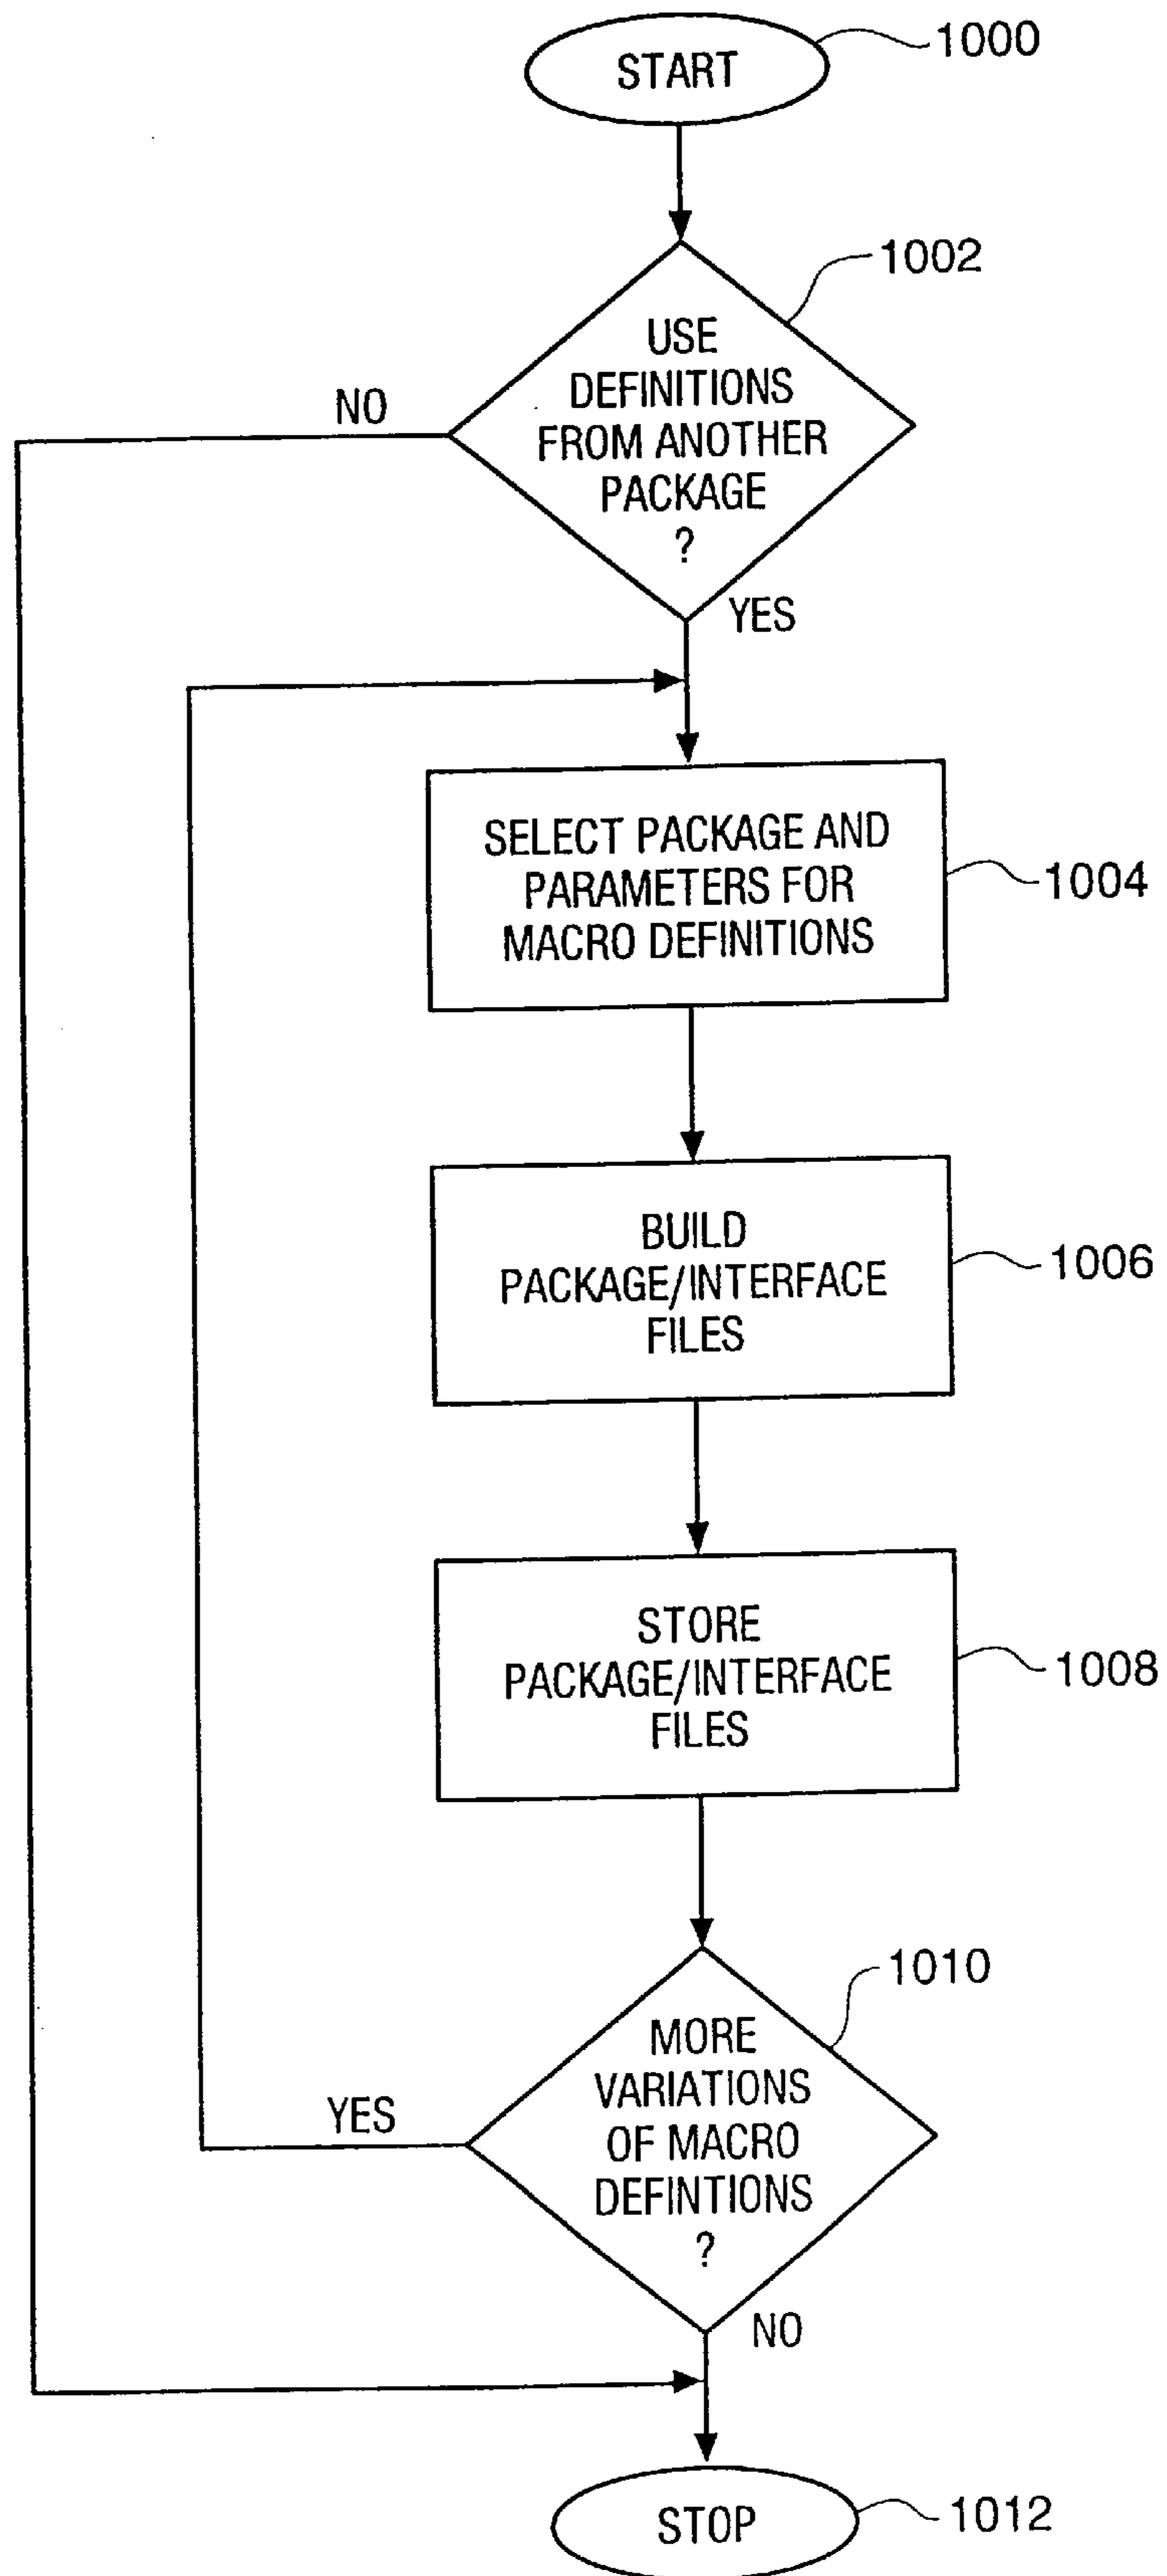 START
1000
1002
USE
DEFINITIONS
FROM ANOTHER
PACKAGE
?
NO
YES
SELECT PACKAGE AND
PARAMETERS FOR
MACRO DEFINITIONS
1004
BUILD
PACKAGE/INTERFACE
FILES
1006
STORE
PACKAGE/INTERFACE
FILES
1008
1010
MORE
VARIATIONS
OF MACRO
DEFINTIONS
?
YES
NO
STOP
1012